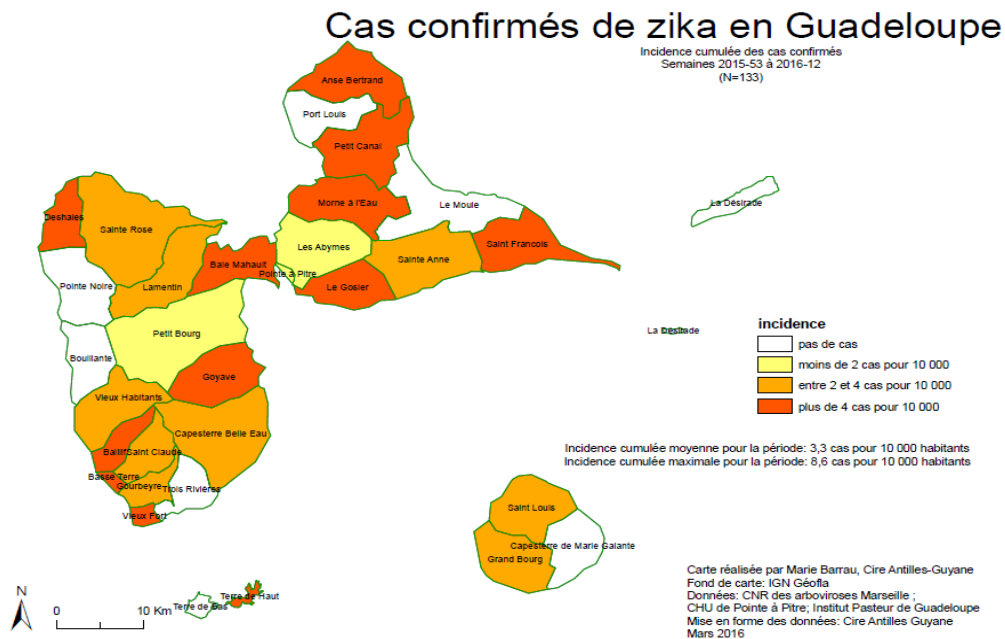 Cas confirmés de zika en Guadeloupe
Incidence cumulée des cas confirmés
Semaines 2015-53 à 2016-12
(N=133)
Anse Bertrand
Port Louis
Petit Canal
Morne à l'Eau
Le Moule
La Désirade
Deshaies
Sainte Rose
Les Abymes
Saint Francois
Sainte Anne
Baie Mahault
Pointe à Pitre
Pointe Noire
Lamentin
Le Gosier
La Désirade
Petit Bourg
Bouillante
Goyave
Vieux Habitants
Capesterre Belle Eau
Baillif
Saint Claude
Basse Terre
Gourbeyre
Trois Rivières
Vieux Fort
incidence
pas de cas
moins de 2 cas pour 10 000
entre 2 et 4 cas pour 10 000
plus de 4 cas pour 10 000
Incidence cumulée moyenne pour la période: 3,3 cas pour 10 000 habitants
Incidence cumulée maximale pour la période: 8,6 cas pour 10 000 habitants
Saint Louis
Capesterre de Marie Galante
Grand Bourg
Terre de Haut
Terre de Bas
N
0 10 Km
Carte réalisée par Marie Barrau, Cire Antilles-Guyane
Fond de carte: IGN Géofla
Données: CNR des arboviroses Marseille ;
CHU de Pointe à Pitre; Institut Pasteur de Guadeloupe
Mise en forme des données: Cire Antilles Guyane
Mars 2016